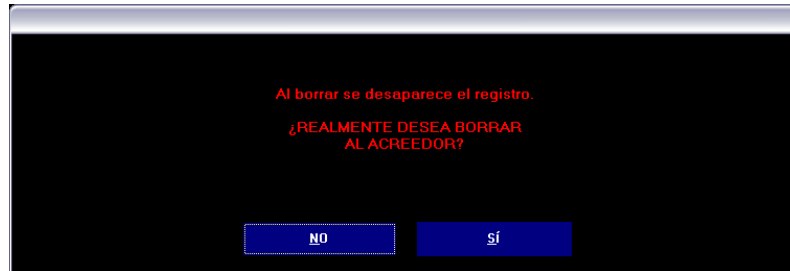 Al borrar se desaparece el registro.
¿REALMENTE DESEA BORRAR
AL ACREEDOR?
NO
SÍ